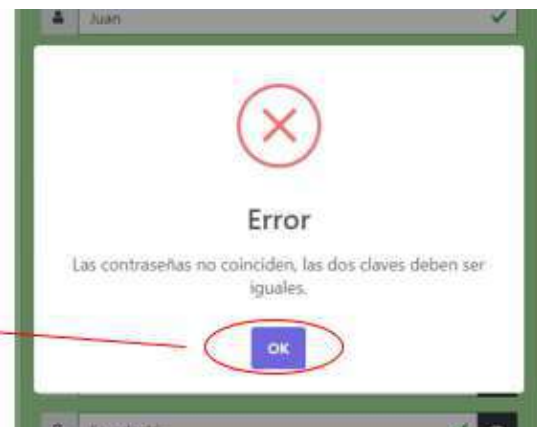 Juan
Error
Las contraseñas no coinciden, las dos claves deben ser
iguales.
OK